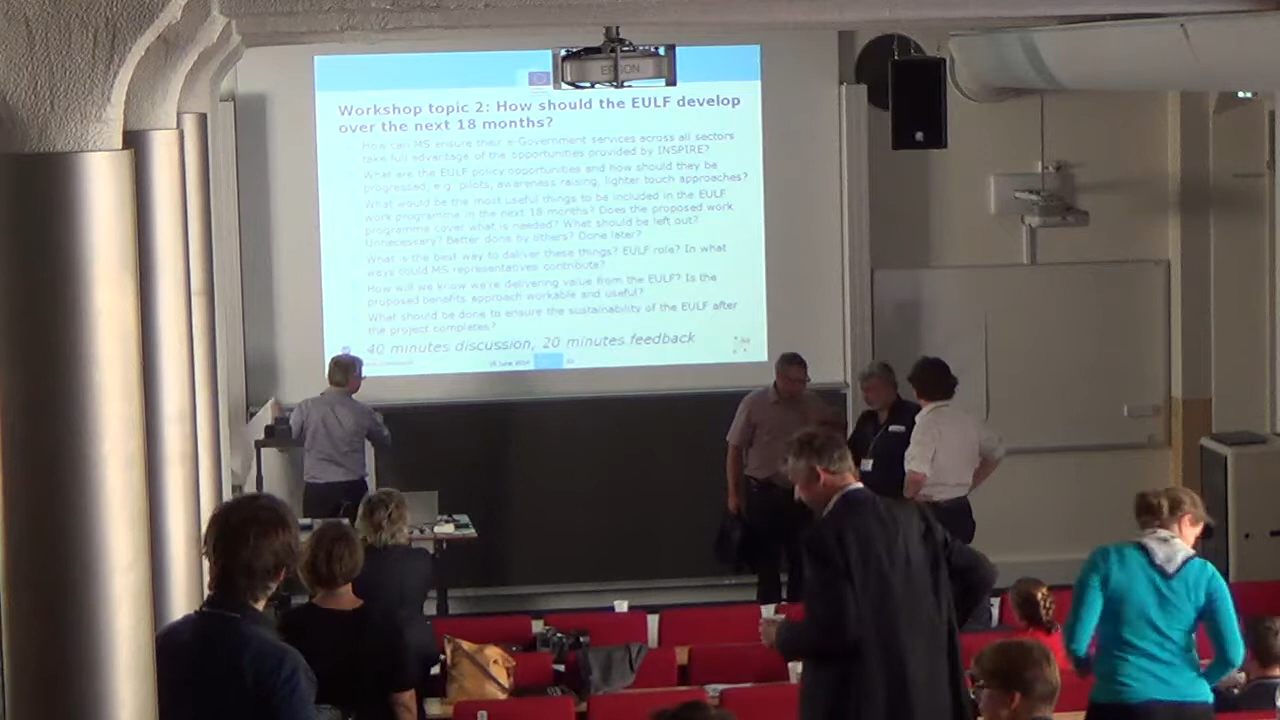 EPSON
Workshop topic 2: How should the EULF develop
over the next 18 months?
How can MS ensure their e-Government services across all sectors
take full advantage of the opportunities provided by INSPIRE?
What are the EULF policy opportunities and how should they be
progressed, e.g. pilots, awareness raising, lighter touch approaches?
What would be the most useful things to be included in the EULF
work programme in the next 18 months? Does the proposed work
programme cover what is needed? What should be left out?
Unnecessary? Better done by others? Done later?
What is the best way to deliver these things? EULF role? In what
ways could MS representatives contribute?
How will we know we're delivering value from the EULF? Is the
proposed benefits approach workable and useful?
What should be done to ensure the sustainability of the EULF after
the project completes?
40 minutes discussion, 20 minutes feedback